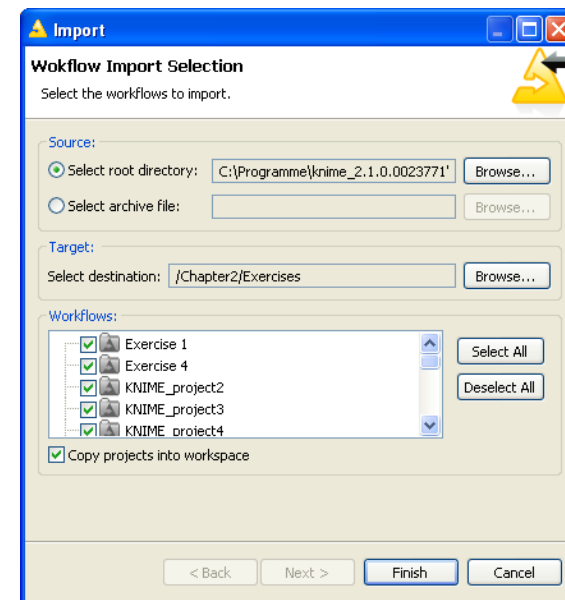 Import
Wokflow Import Selection
Select the workflows to import.
Source:
Select root directory: C:\Programme\knime_2.1.0.0023771' Browse...
Select archive file: Browse...
Target:
Select destination: /Chapter2/Exercises Browse...
Workflows:
Exercise 1
Select All
Exercise 4
KNIME_project2
Deselect All
KNIME_project3
KNIME_project4
Copy projects into workspace
< Back Next > Finish Cancel